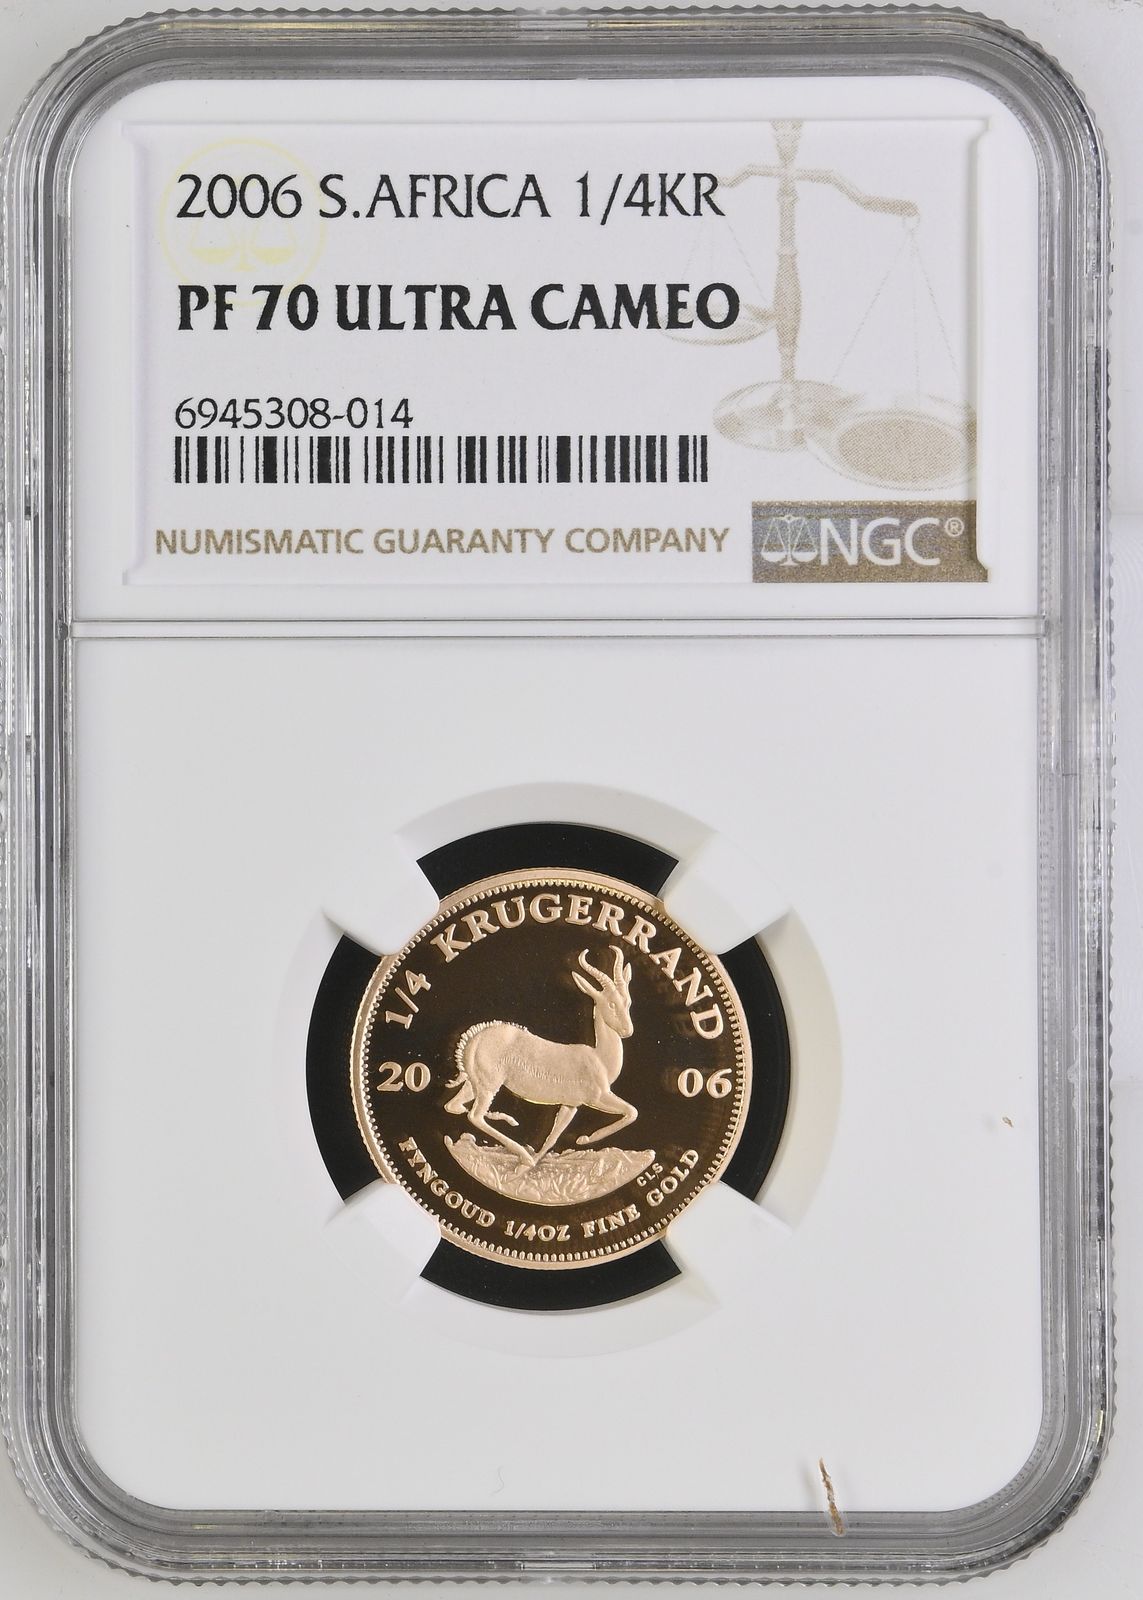 2006 S.AFRICA 1/4KR
PF 70 ULTRA CAMEO
6945308-014
NUMISMATIC GUARANTY COMPANY
NGC®
1/4 KRUGERRAND
20 06
CLS
FYNGOUD 1/4OZ FINE GOLD